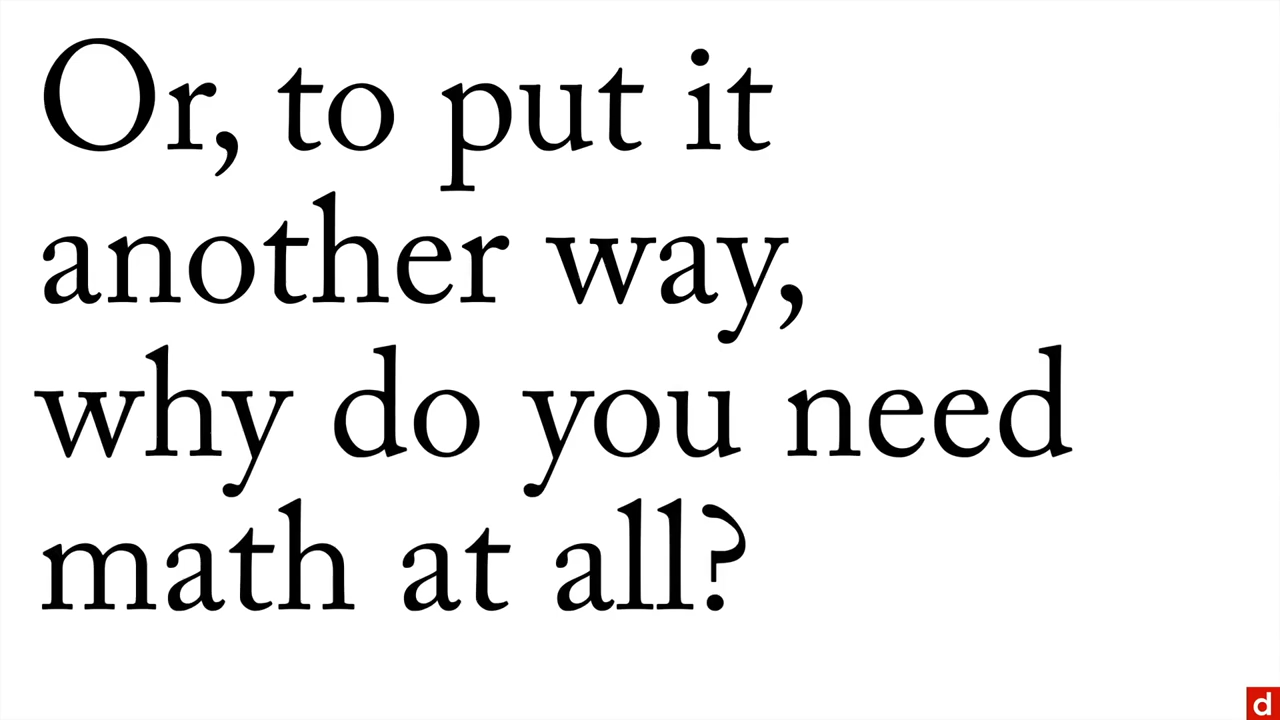 Or, to put it
another way,
why do you need
math at all?
d